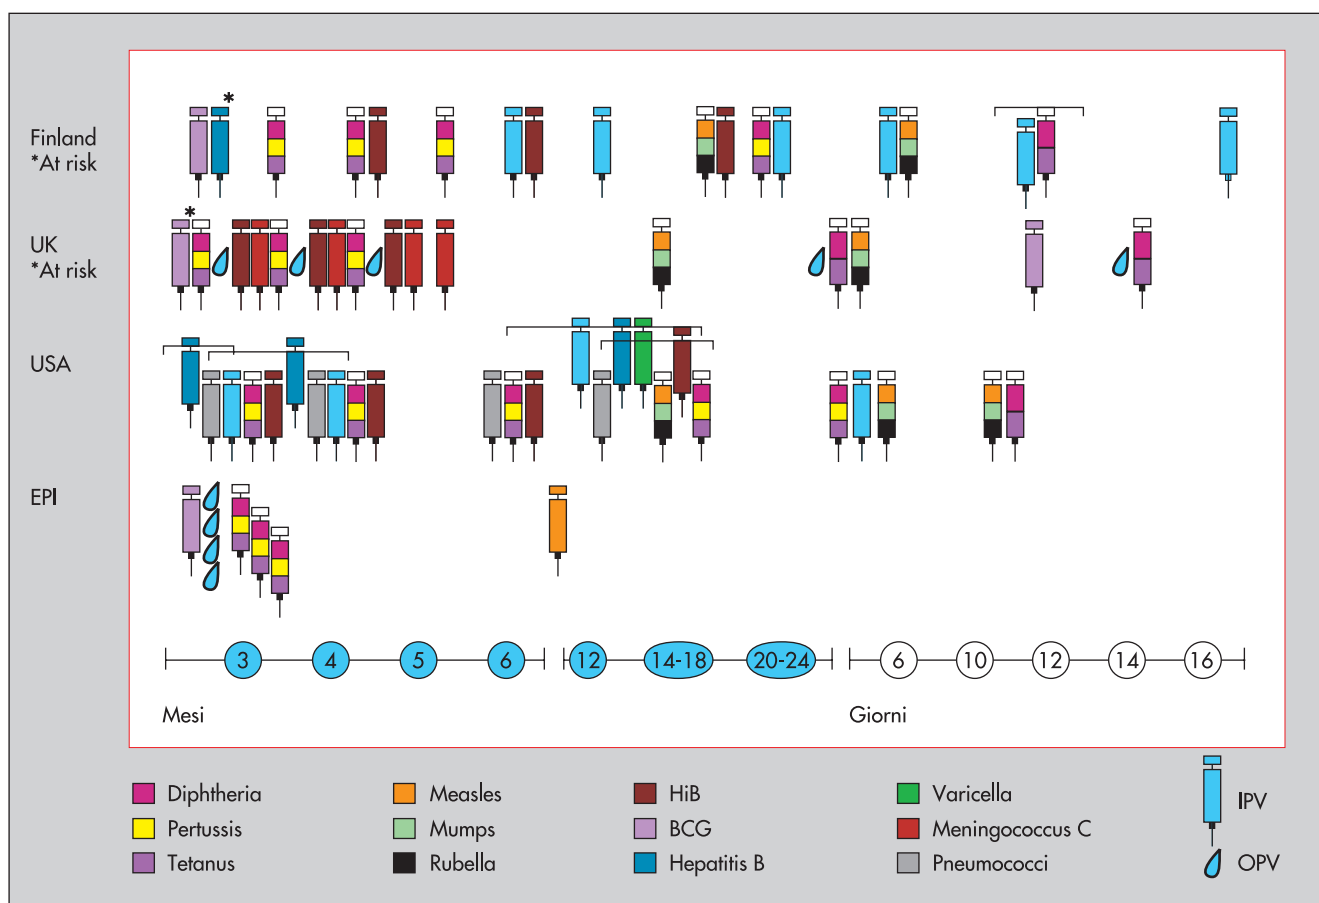 *
Finland
*At risk
*
UK
*At risk
USA
EPI
3 4 5 6 12 14-18 20-24 6 10 12 14 16
Mesi Giorni
Diphtheria Measles HiB Varicella IPV
Pertussis Mumps BCG Meningococcus C
Tetanus Rubella Hepatitis B Pneumococci OPV